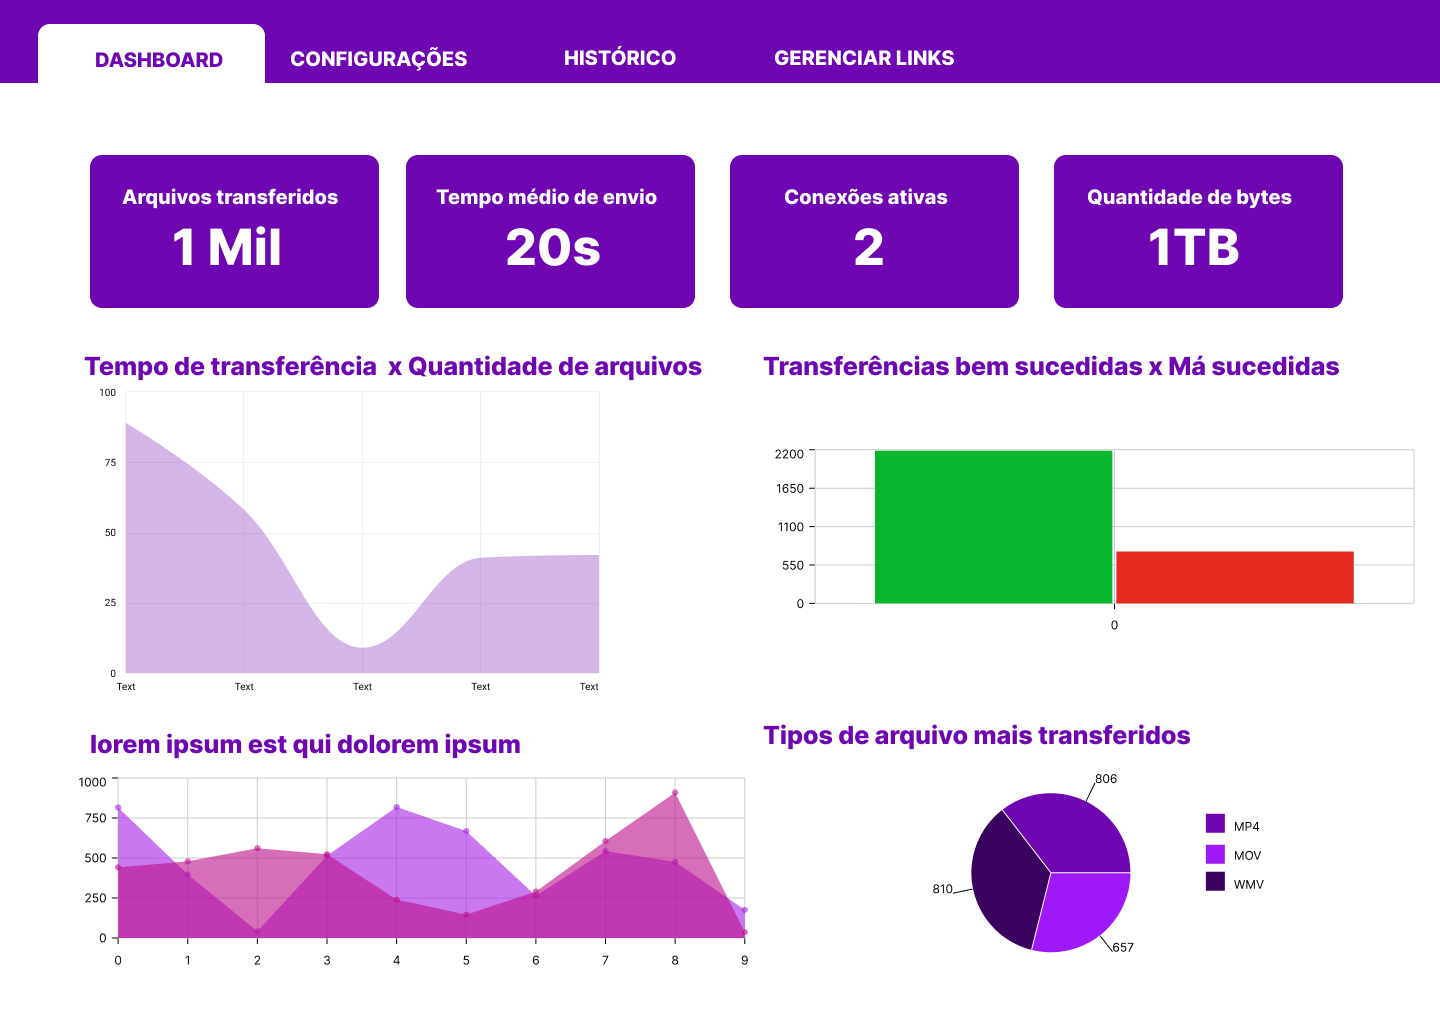 DASHBOARD
CONFIGURAÇÕES
HISTÓRICO
GERENCIAR LINKS
Arquivos transferidos
1 Mil
Tempo médio de envio
20s
Conexões ativas
2
Quantidade de bytes
1TB
Tempo de transferência x Quantidade de arquivos
100
75
50
25
0
Text
Text
Text
Text
Text
Transferências bem sucedidas x Má sucedidas
2200
1650
1100
550
0
0
lorem ipsum est qui dolorem ipsum
1000
750
500
250
0
0
1
2
3
4
5
6
7
8
9
Tipos de arquivo mais transferidos
806
810
657
MP4
MOV
WMV